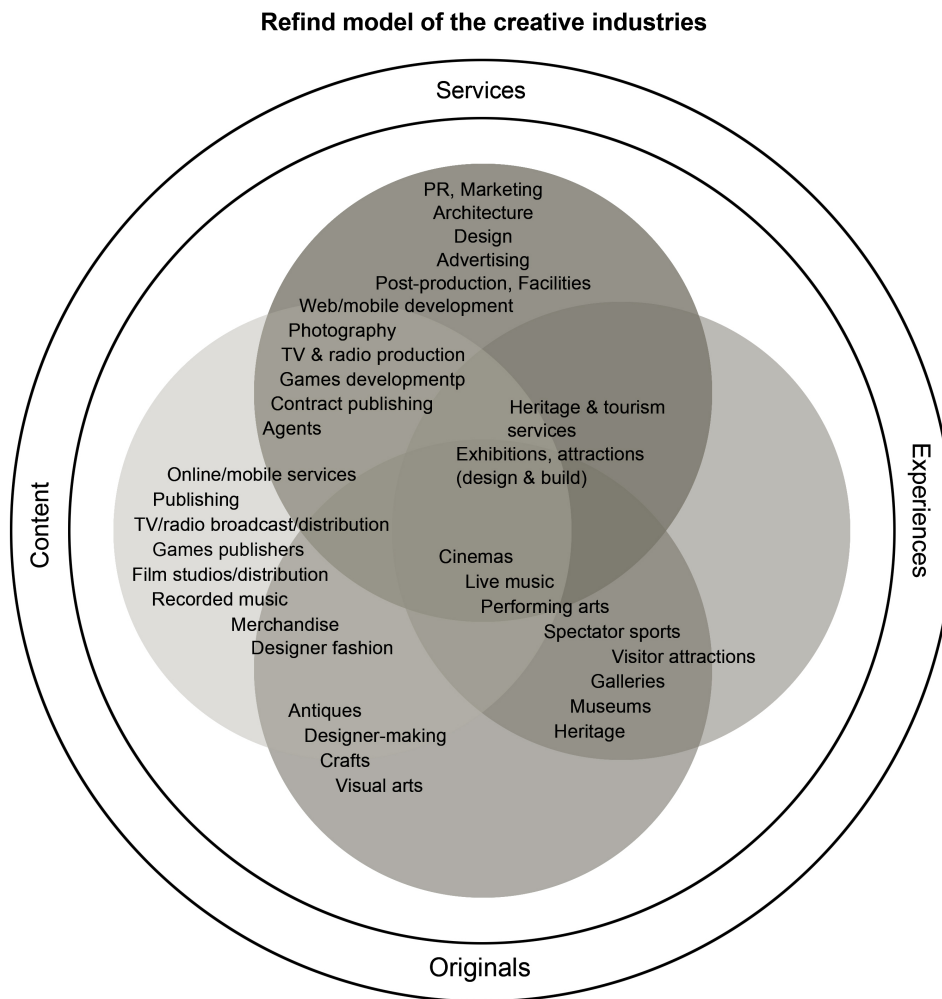 Refind model of the creative industries
Services
PR, Marketing
Architecture
Design
Advertising
Post-production, Facilities
Web/mobile development
Photography
TV & radio production
Games developmentp
Contract publishing
Agents
Heritage & tourism
services
Exhibitions, attractions
(design & build)
Online/mobile services
Publishing
TV/radio broadcast/distribution
Games publishers
Film studios/distribution
Recorded music
Merchandise
Designer fashion
Cinemas
Live music
Performing arts
Spectator sports
Visitor attractions
Galleries
Museums
Heritage
Antiques
Designer-making
Crafts
Visual arts
Content
Experiences
Originals